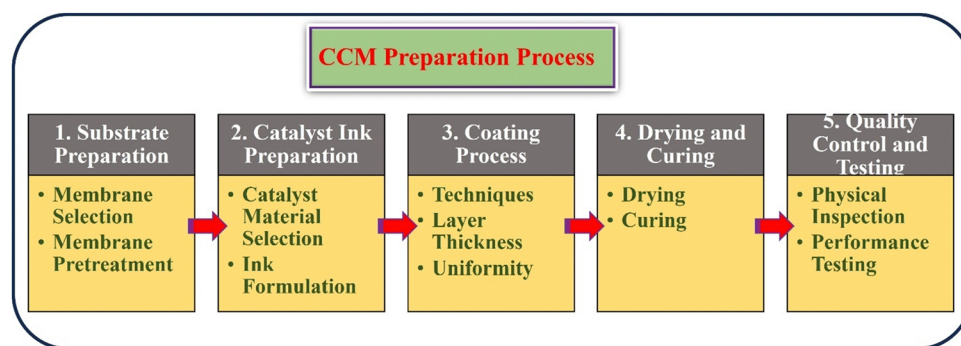 CCM Preparation Process
1. Substrate
Preparation
• Membrane
Selection
• Membrane
Pretreatment
2. Catalyst Ink
Preparation
• Catalyst
Material
Selection
• Ink
Formulation
3. Coating
Process
• Techniques
• Layer
Thickness
• Uniformity
4. Drying and
Curing
• Drying
• Curing
5. Quality
Control and
Testing
• Physical
Inspection
• Performance
Testing